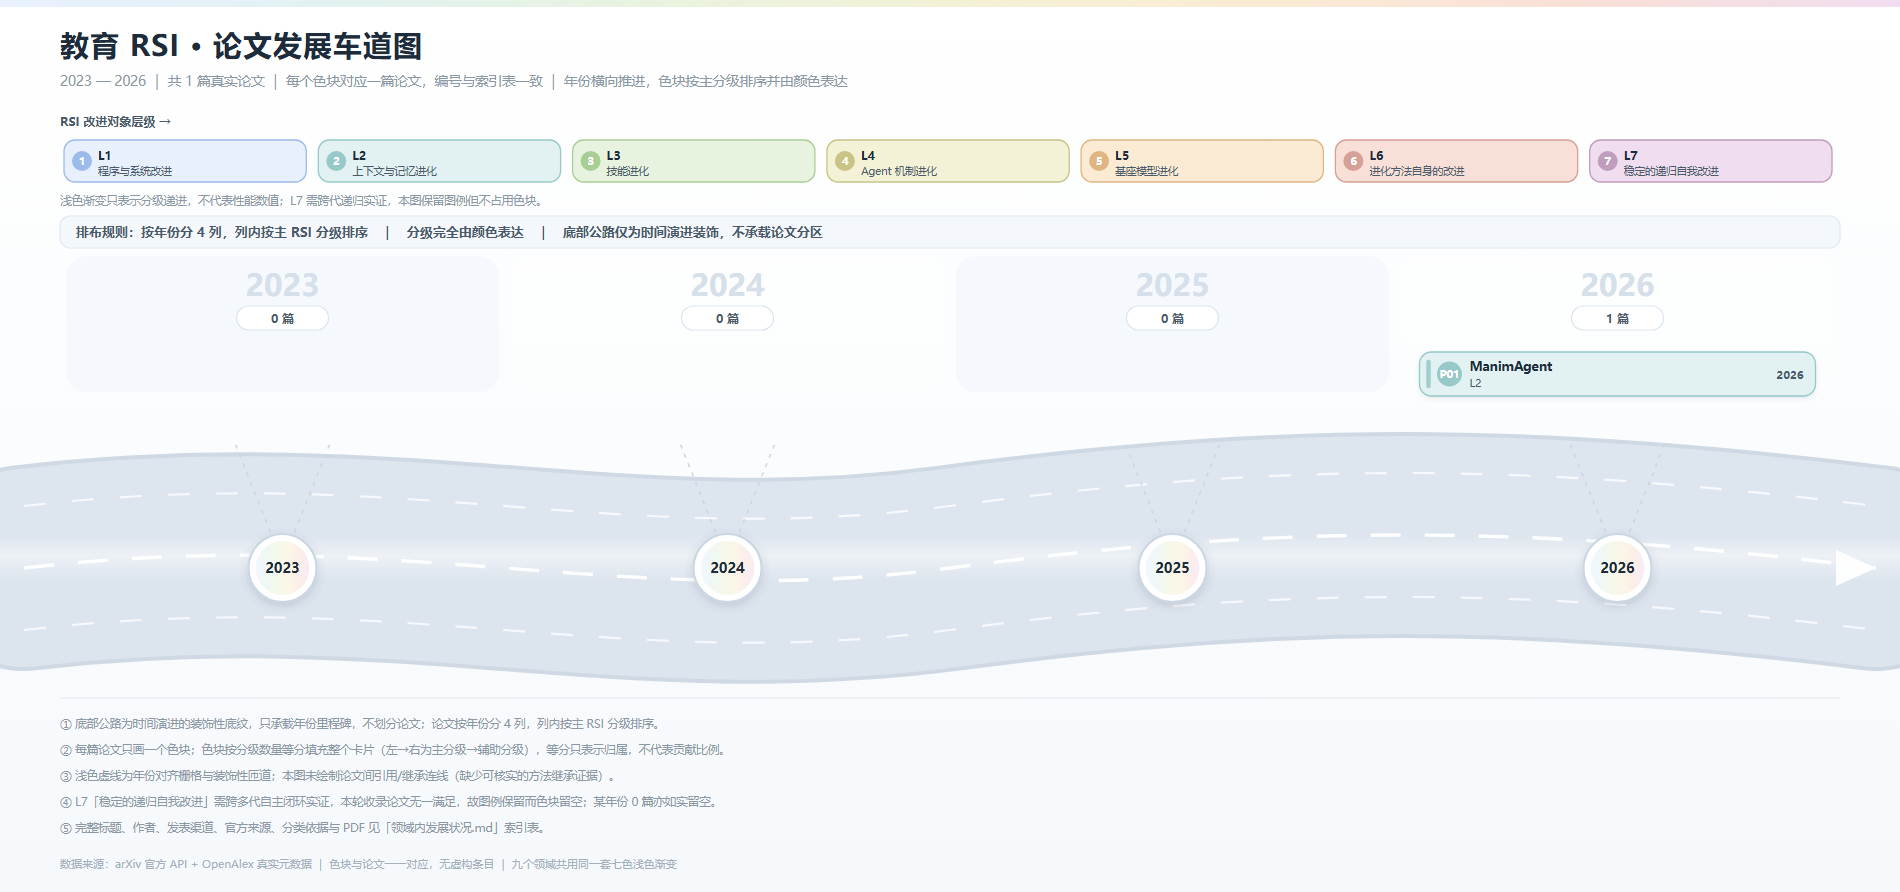 教育 RSI · 论文发展车道图
2023 — 2026 | 共 1 篇真实论文 | 每个色块对应一篇论文，编号与索引表一致 | 年份横向推进，色块按主分级排序并由颜色表达
RSI 改进对象层级 →
1 L1 程序与系统改进
2 L2 上下文与记忆进化
3 L3 技能进化
4 L4 Agent 机制进化
5 L5 基座模型进化
6 L6 进化方法自身的改进
7 L7 稳定的递归自我改进
浅色渐变只表示分级递进，不代表性能数值；L7 需跨代递归实证，本图保留图例但不占用色块。
排布规则：按年份分 4 列，列内按主 RSI 分级排序 | 分级完全由颜色表达 | 底部公路仅为时间演进装饰，不承载论文分区
2023 2024 2025 2026
0 篇 0 篇 0 篇 1 篇
P01 ManimAgent 2026
L2
2023 2024 2025 2026
① 底部公路为时间演进的装饰性底纹，只承载年份里程碑，不划分论文；论文按年份分 4 列，列内按主 RSI 分级排序。
② 每篇论文只画一个色块；色块按分级数量等分填充整个卡片（左→右为主分级→辅助分级），等分只表示归属，不代表贡献比例。
③ 浅色虚线为年份对齐栅格与装饰性匝道；本图未绘制论文间引用/继承连线（缺少可核实的方法继承证据）。
④ L7「稳定的递归自我改进」需跨多代自主闭环实证，本轮收录论文无一满足，故图例保留而色块留空；某年份 0 篇亦如实留空。
⑤ 完整标题、作者、发表渠道、官方来源、分类依据与 PDF 见「领域内发展状况.md」索引表。
数据来源：arXiv 官方 API + OpenAlex 真实元数据 | 色块与论文一一对应，无虚构条目 | 九个领域共用同一套七色浅色渐变